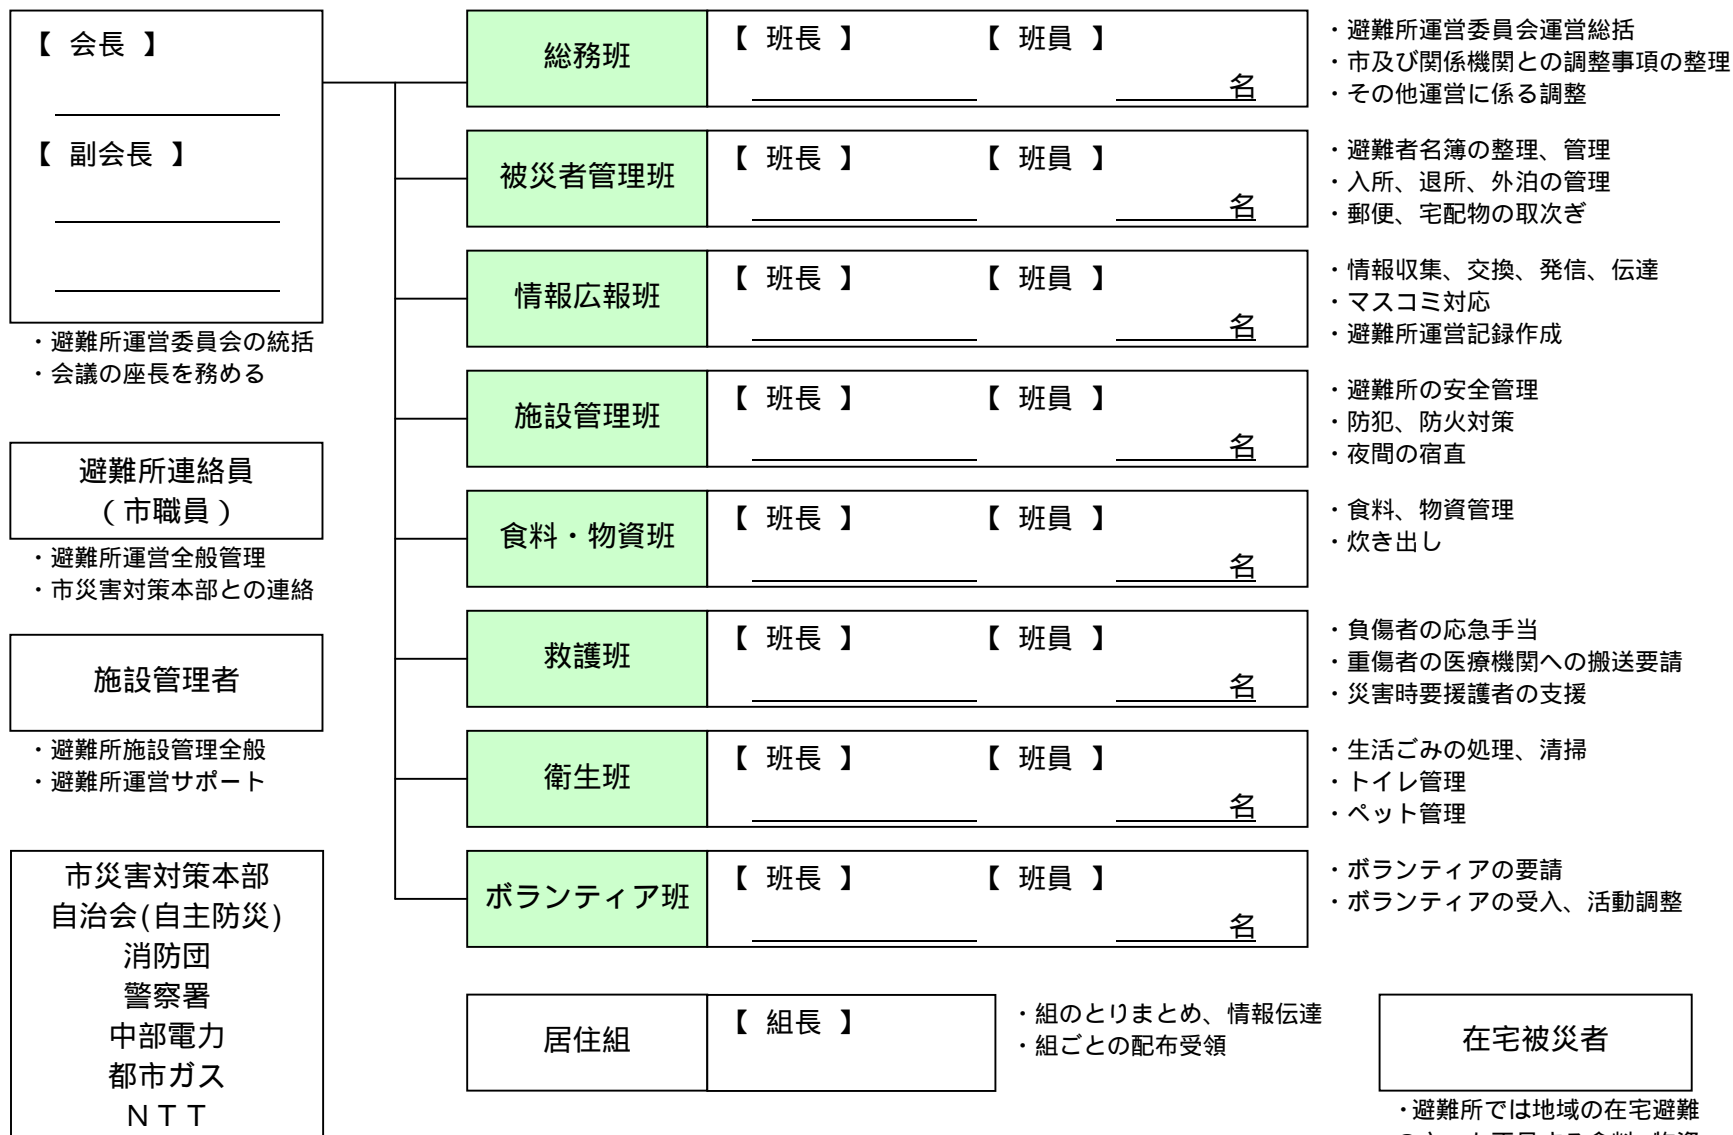 【 会長 】
【 副会長 】
・避難所運営委員会の統括
・会議の座長を務める
避難所連絡員
（市職員）
・避難所運営全般管理
・市災害対策本部との連絡
施設管理者
・避難所施設管理全般
・避難所運営サポート
市災害対策本部
自治会(自主防災)
消防団
警察署
中部電力
都市ガス
ＮＴＴ
総務班
【 班長 】 【 班員 】
名
・避難所運営委員会運営総括
・市及び関係機関との調整事項の整理
・その他運営に係る調整
被災者管理班
【 班長 】 【 班員 】
名
・避難者名簿の整理、管理
・入所、退所、外泊の管理
・郵便、宅配物の取次ぎ
情報広報班
【 班長 】 【 班員 】
名
・情報収集、交換、発信、伝達
・マスコミ対応
・避難所運営記録作成
施設管理班
【 班長 】 【 班員 】
名
・避難所の安全管理
・防犯、防火対策
・夜間の宿直
食料・物資班
【 班長 】 【 班員 】
名
・食料、物資管理
・炊き出し
救護班
【 班長 】 【 班員 】
名
・負傷者の応急手当
・重傷者の医療機関への搬送要請
・災害時要援護者の支援
衛生班
【 班長 】 【 班員 】
名
・生活ごみの処理、清掃
・トイレ管理
・ペット管理
ボランティア班
【 班長 】 【 班員 】
名
・ボランティアの要請
・ボランティアの受入、活動調整
居住組
【 組長 】
・組のとりまとめ、情報伝達
・組ごとの配布受領
在宅被災者
・避難所では地域の在宅避難